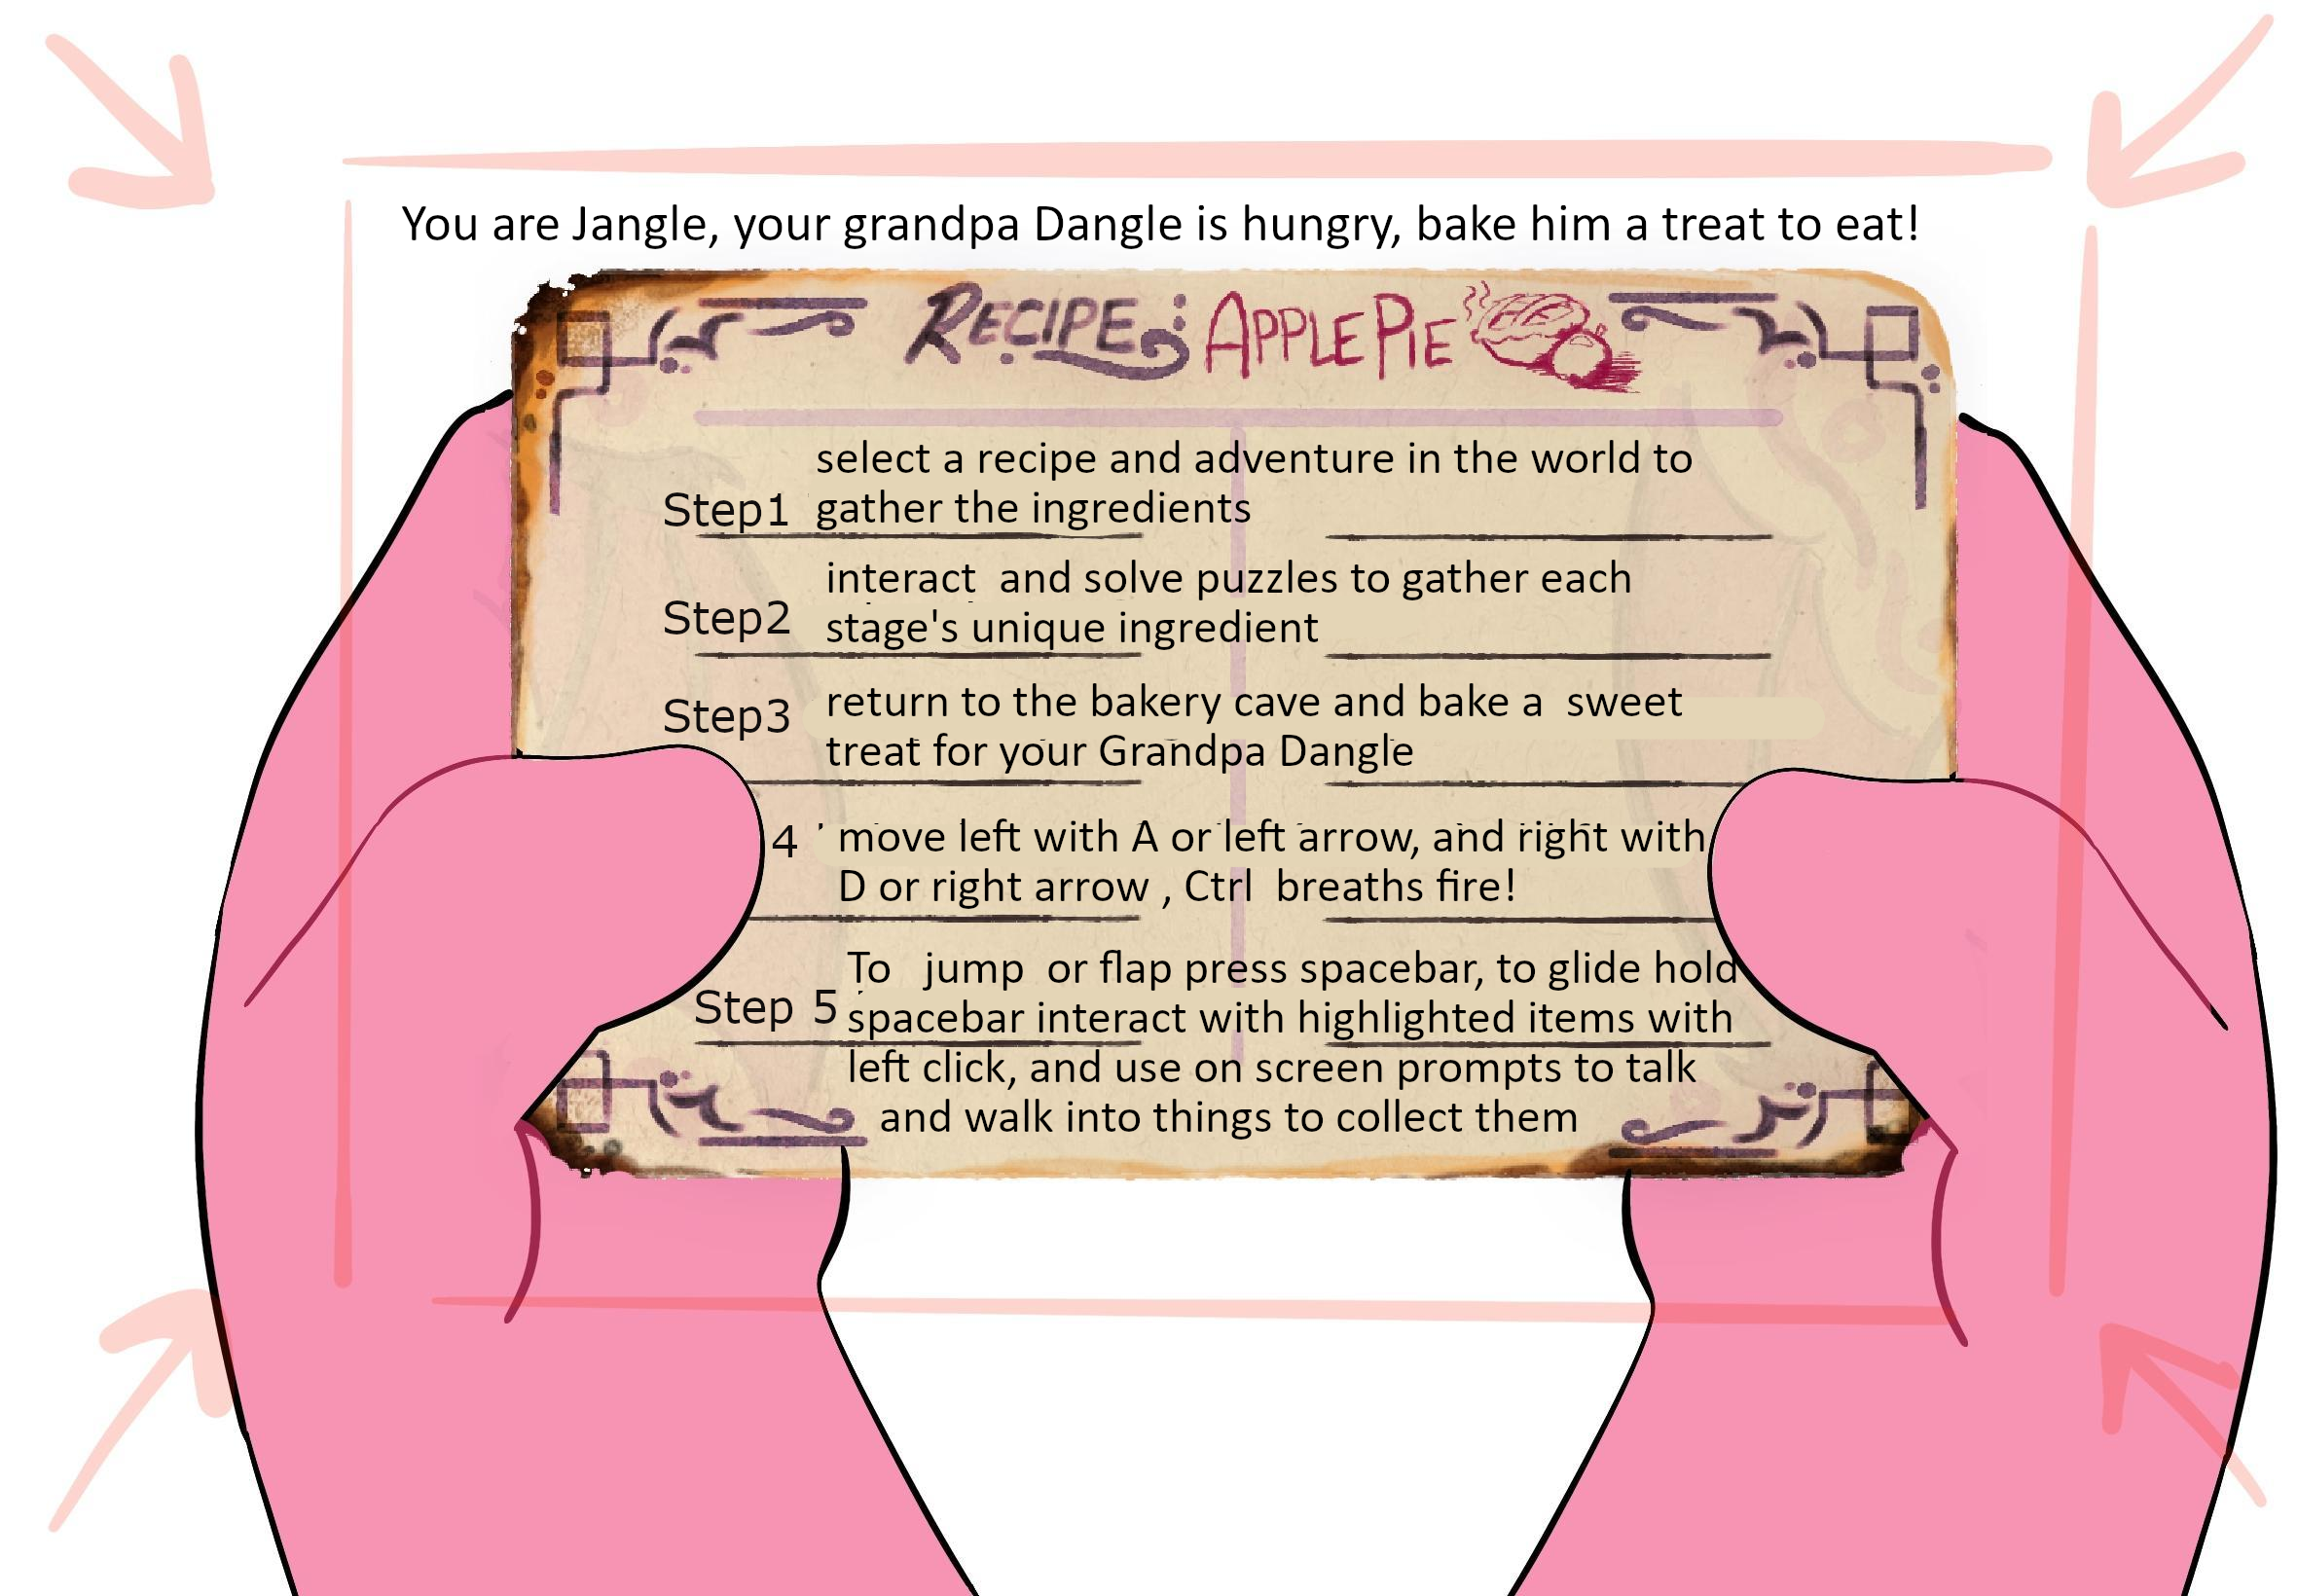 You are Jangle, your grandpa Dangle is hungry, bake him a treat to eat!
RECIPE: APPLE PIE
select a recipe and adventure in the world to
Step1 gather the ingredients
interact and solve puzzles to gather each
Step2 stage's unique ingredient
Step3 return to the bakery cave and bake a sweet
treat for your Grandpa Dangle
4 move left with A or left arrow, and right with
D or right arrow , Ctrl breaths fire!
To jump or flap press spacebar, to glide hold
Step 5 spacebar interact with highlighted items with
left click, and use on screen prompts to talk
and walk into things to collect them